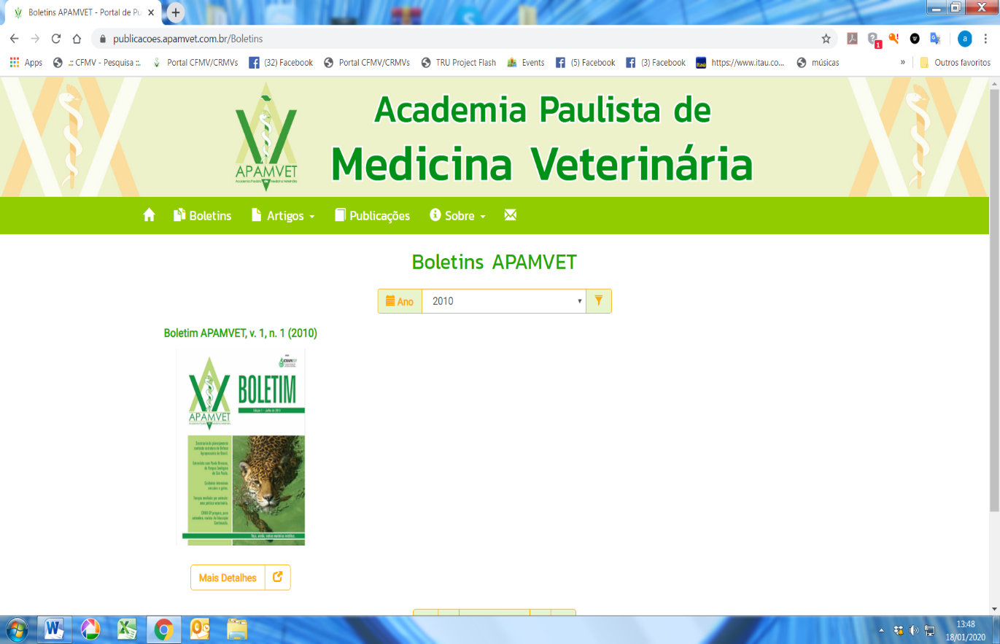 Boletins APAMVET - Portal de Pu
publicacoes.apamvet.com.br/Boletins
1
a
Apps
.:: CFMV - Pesquisa ::.
Portal CFMV/CRMVs
(32) Facebook
Portal CFMV/CRMVs
TRU Project Flash
Events
(5) Facebook
(3) Facebook
https://www.itau.co...
músicas
»
Outros favoritos
APAMVET
Academia Paulista de
Medicina Veterinária
Boletins
Artigos
Publicações
Sobre
Boletins APAMVET
Ano
2010
Boletim APAMVET, v. 1, n. 1 (2010)
BOLETIM
APAMVET
Mais Detalhes
13:48
18/01/2020